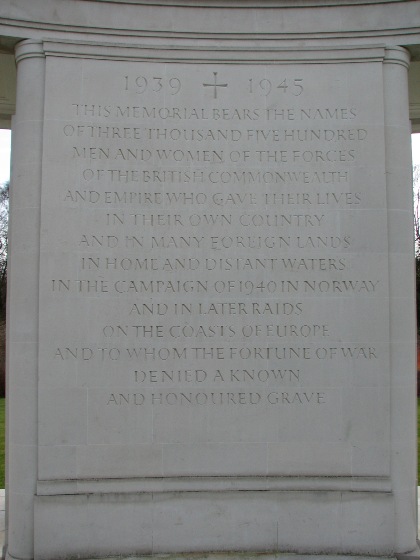 1939 ✠ 1945
THIS MEMORIAL BEARS THE NAMES
OF THREE THOUSAND FIVE HUNDRED
MEN AND WOMEN OF THE FORCES
OF THE BRITISH COMMONWEALTH
AND EMPIRE WHO GAVE THEIR LIVES
IN THEIR OWN COUNTRY
AND IN MANY FOREIGN LANDS
IN HOME AND DISTANT WATERS
IN THE CAMPAIGN OF 1940 IN NORWAY
AND IN LATER RAIDS
ON THE COASTS OF EUROPE
AND TO WHOM THE FORTUNE OF WAR
DENIED A KNOWN
AND HONOURED GRAVE